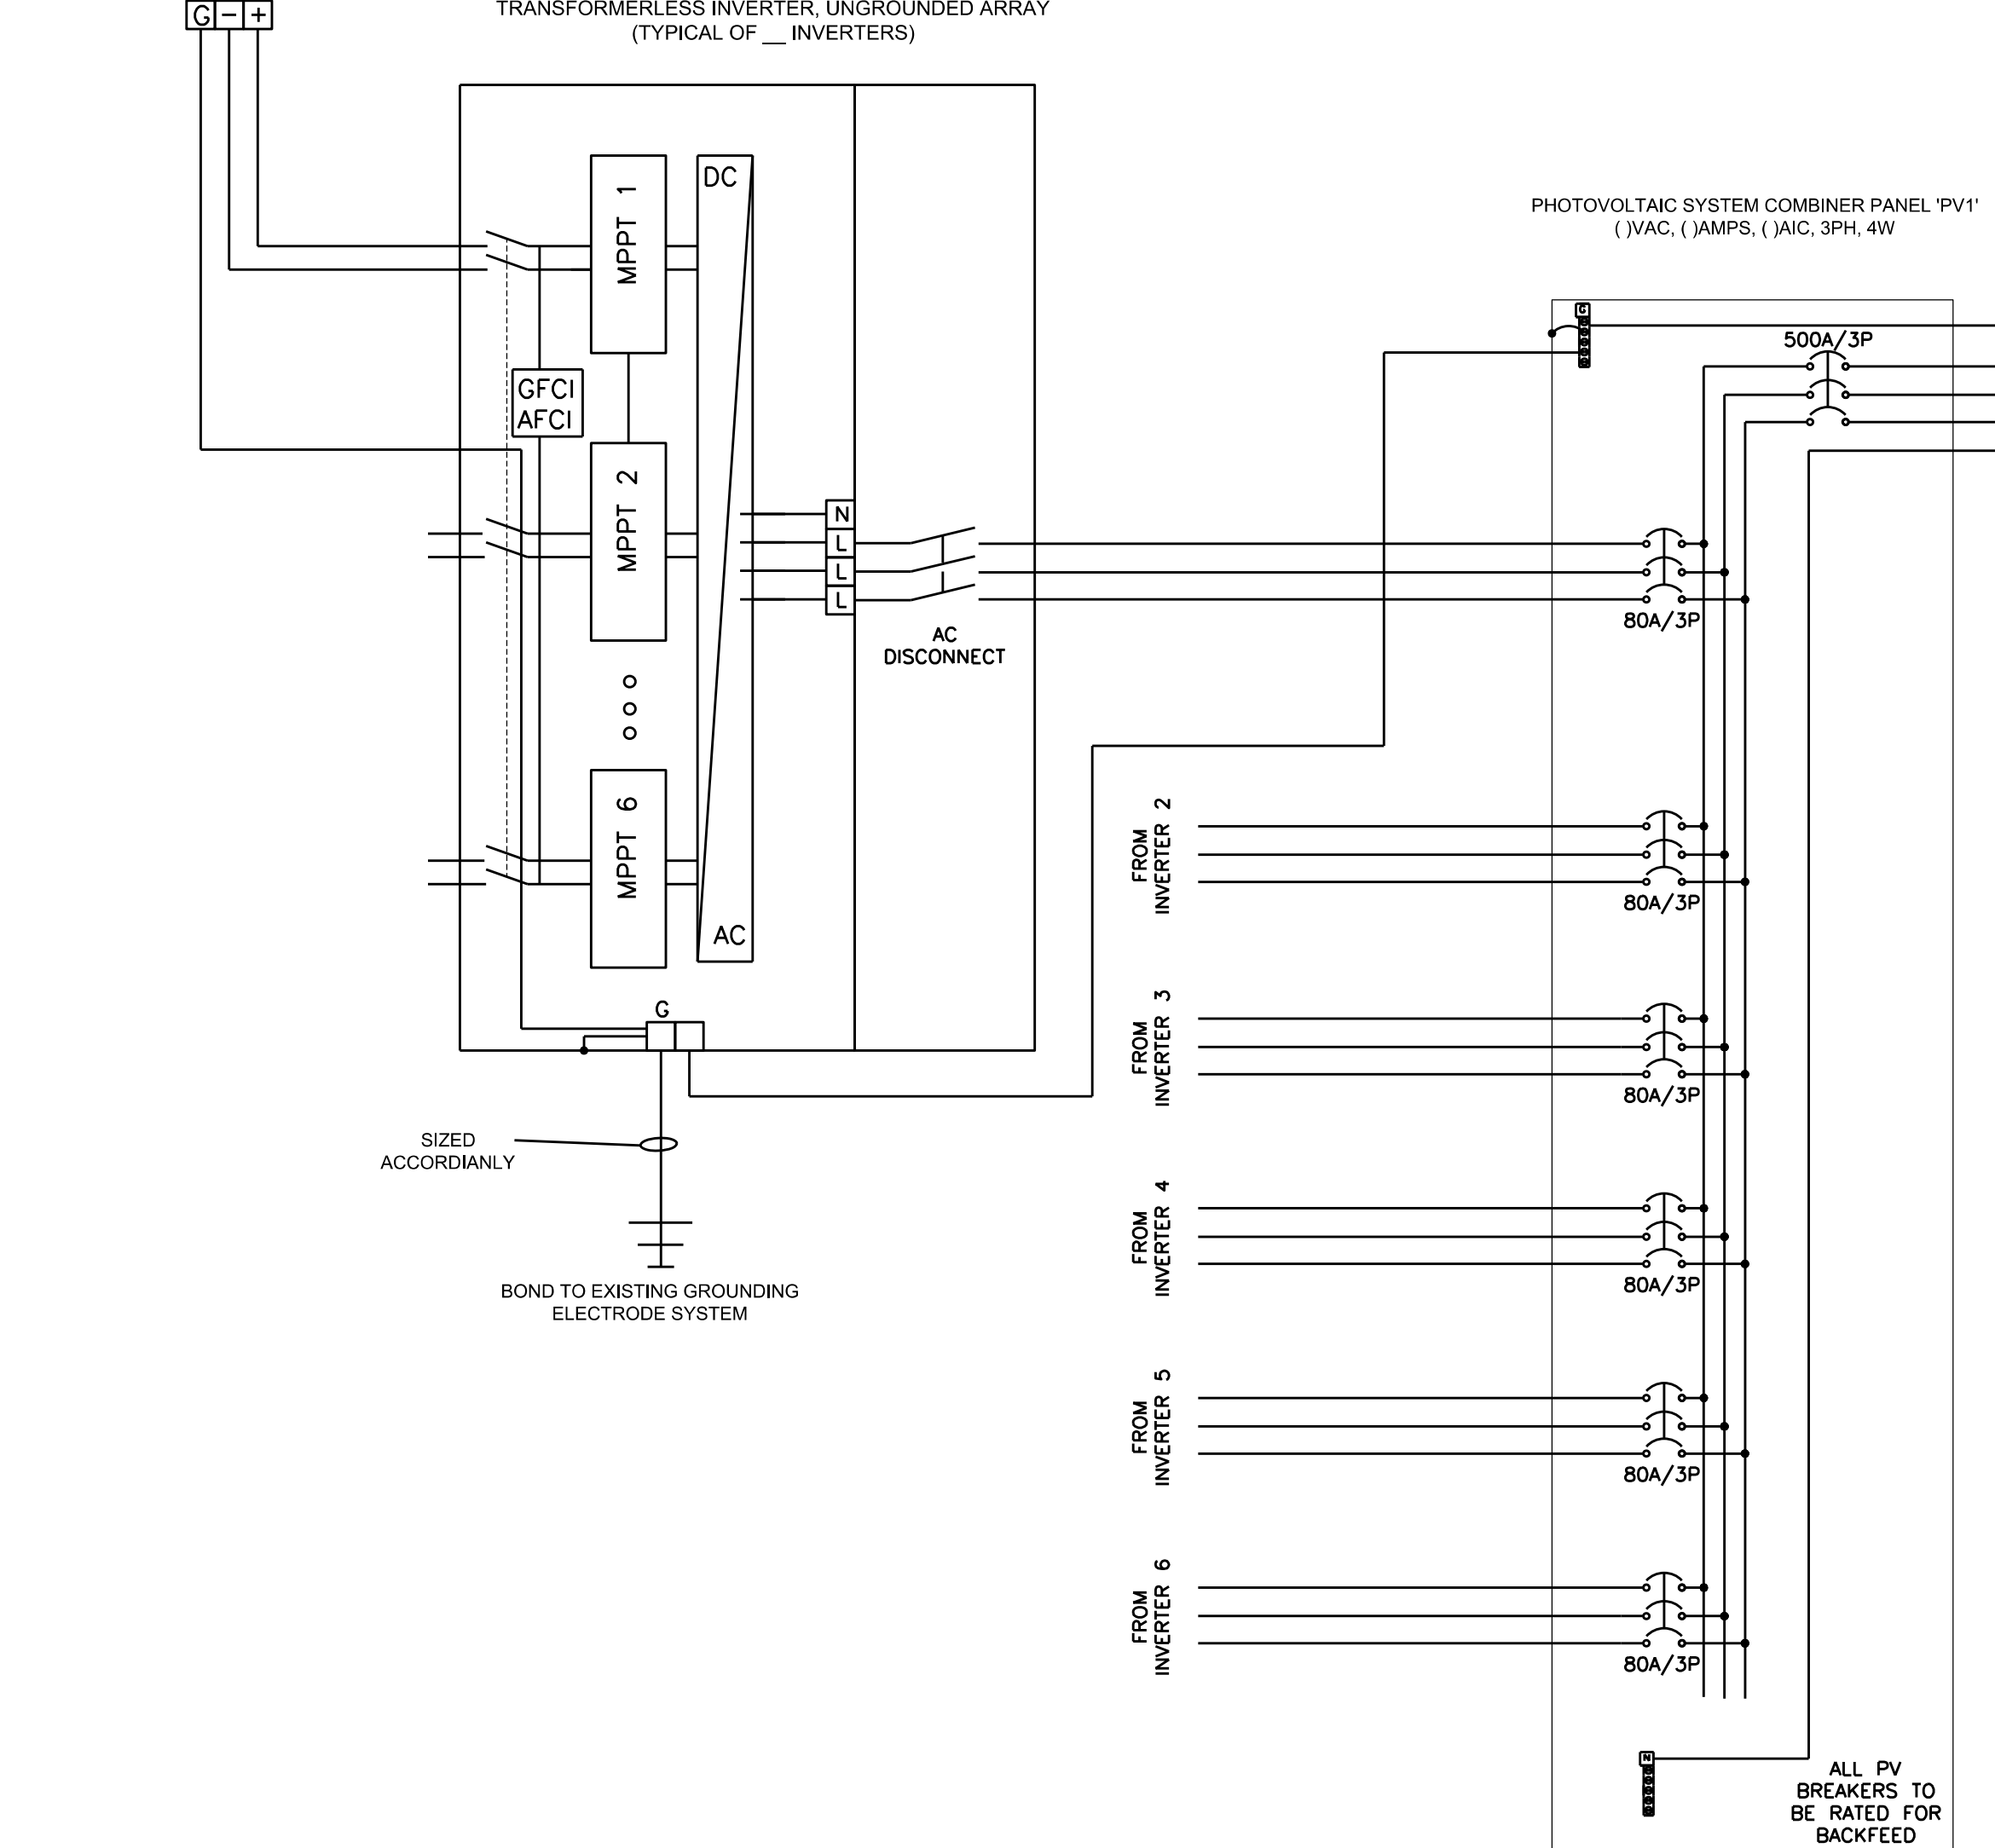 G - +
TRANSFORMERLESS INVERTER, UNGROUNDED ARRAY
(TYPICAL OF __ INVERTERS)
MPPT 1
DC
GFCI
AFCI
MPPT 2
N
L
L
L
AC
DISCONNECT
MPPT 6
AC
G
SIZED
ACCORDIANLY
BOND TO EXISTING GROUNDING
ELECTRODE SYSTEM
PHOTOVOLTAIC SYSTEM COMBINER PANEL 'PV1'
( )VAC, ( )AMPS, ( )AIC, 3PH, 4W
G
500A/3P
80A/3P
FROM
INVERTER 2
80A/3P
FROM
INVERTER 3
80A/3P
FROM
INVERTER 4
80A/3P
FROM
INVERTER 5
80A/3P
FROM
INVERTER 6
80A/3P
N
ALL PV
BREAKERS TO
BE RATED FOR
BACKFEED